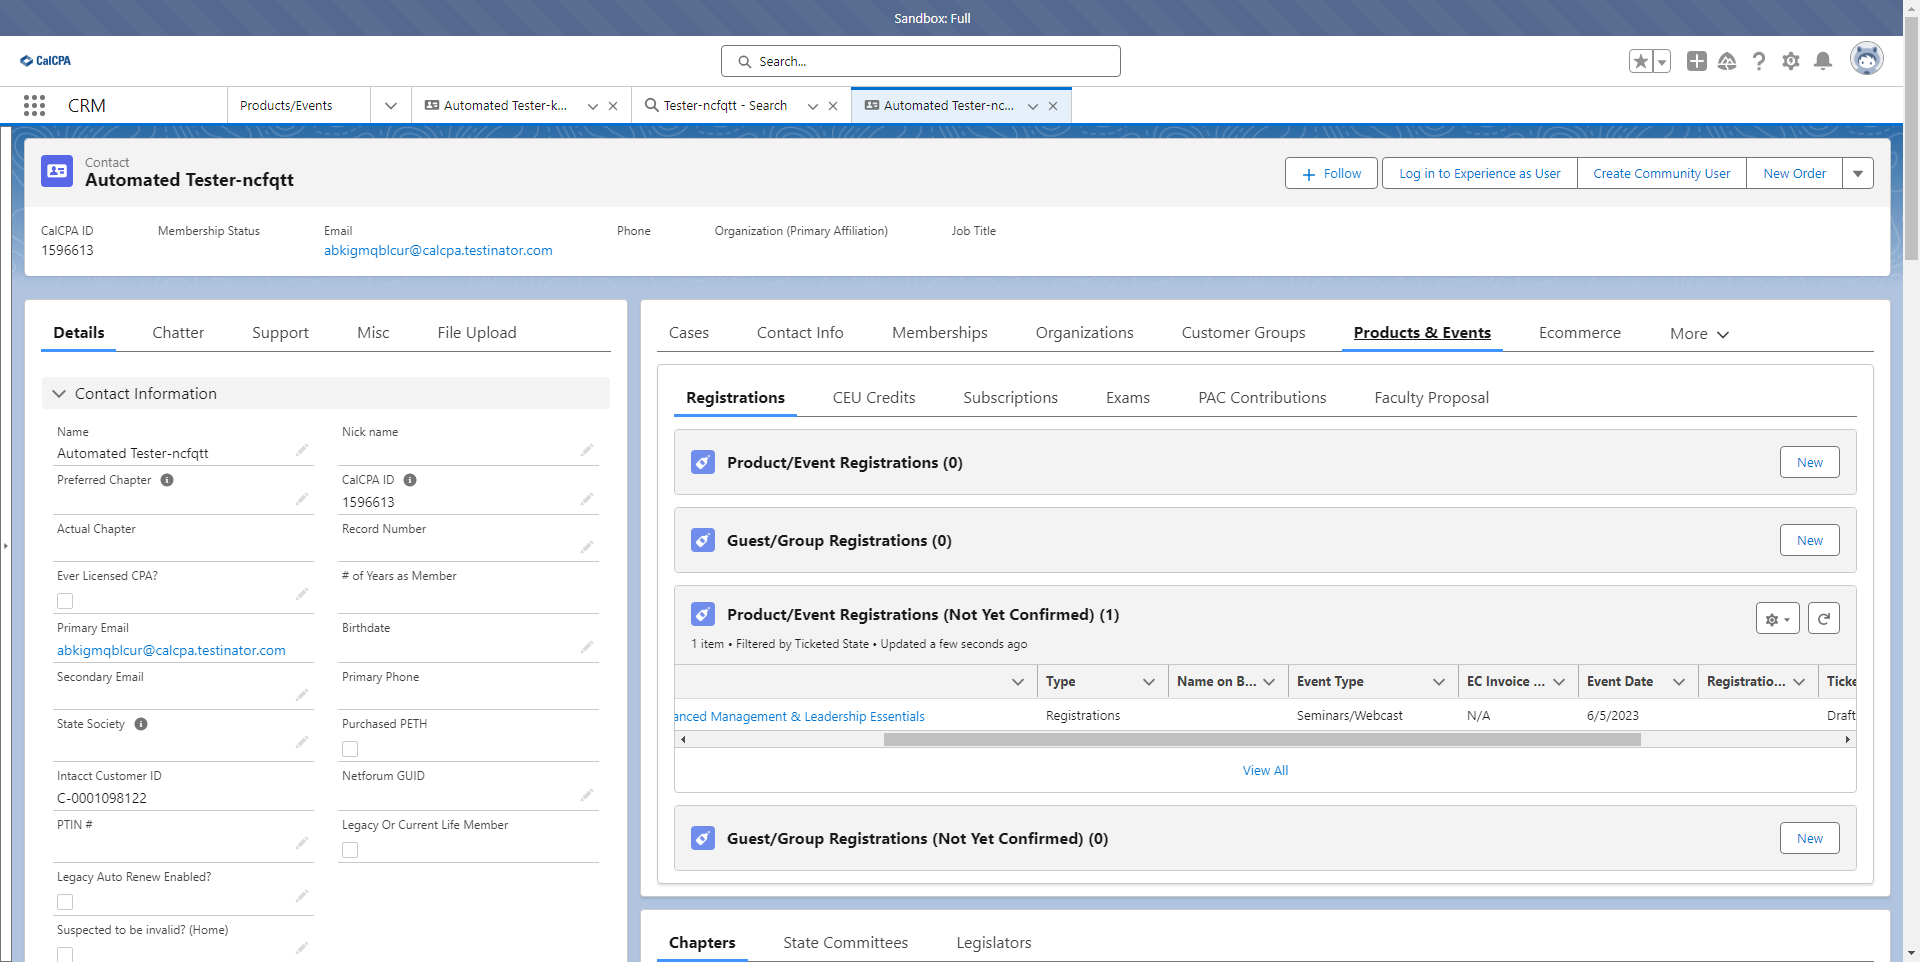 Sandbox: Full
CalCPA
Search...
CRM
Products/Events
Automated Tester-k...
Tester-ncfqtt - Search
Automated Tester-nc...
Contact
Automated Tester-ncfqtt
Follow
Log in to Experience as User
Create Community User
New Order
CalCPA ID
Membership Status
Email
Phone
Organization (Primary Affiliation)
Job Title
1596613
abkigmqblcur@calcpa.testinator.com
Details
Chatter
Support
Misc
File Upload
Contact Information
Name
Nick name
Automated Tester-ncfqtt
Preferred Chapter
CalCPA ID
1596613
Actual Chapter
Record Number
Ever Licensed CPA?
# of Years as Member
Primary Email
Birthdate
abkigmqblcur@calcpa.testinator.com
Secondary Email
Primary Phone
State Society
Purchased PETH
Intacct Customer ID
Netforum GUID
C-0001098122
PTIN #
Legacy Or Current Life Member
Legacy Auto Renew Enabled?
Suspected to be invalid? (Home)
Cases
Contact Info
Memberships
Organizations
Customer Groups
Products & Events
Ecommerce
More
Registrations
CEU Credits
Subscriptions
Exams
PAC Contributions
Faculty Proposal
Product/Event Registrations (0)
New
Guest/Group Registrations (0)
New
Product/Event Registrations (Not Yet Confirmed) (1)
1 item • Filtered by Ticketed State • Updated a few seconds ago
Type
Name on B...
Event Type
EC Invoice ...
Event Date
Registratio...
Ticke
anced Management & Leadership Essentials
Registrations
Seminars/Webcast
N/A
6/5/2023
Draft
View All
Guest/Group Registrations (Not Yet Confirmed) (0)
New
Chapters
State Committees
Legislators